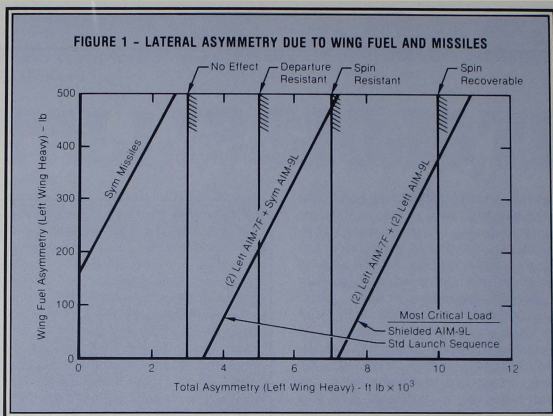 FIGURE 1 - LATERAL ASYMMETRY DUE TO WING FUEL AND MISSILES
No Effect
Departure Resistant
Spin Resistant
Spin Recoverable
Wing Fuel Asymmetry (Left Wing Heavy) – lb
500
400
300
200
100
0
Sym Missiles
(2) Left AIM-7F + Sym AIM-9L
(2) Left AIM-7F + (2) Left AIM-9L
Most Critical Load
Shielded AIM-9L
Std Launch Sequence
0 2 4 6 8 10 12
Total Asymmetry (Left Wing Heavy) - ft lb × 10³